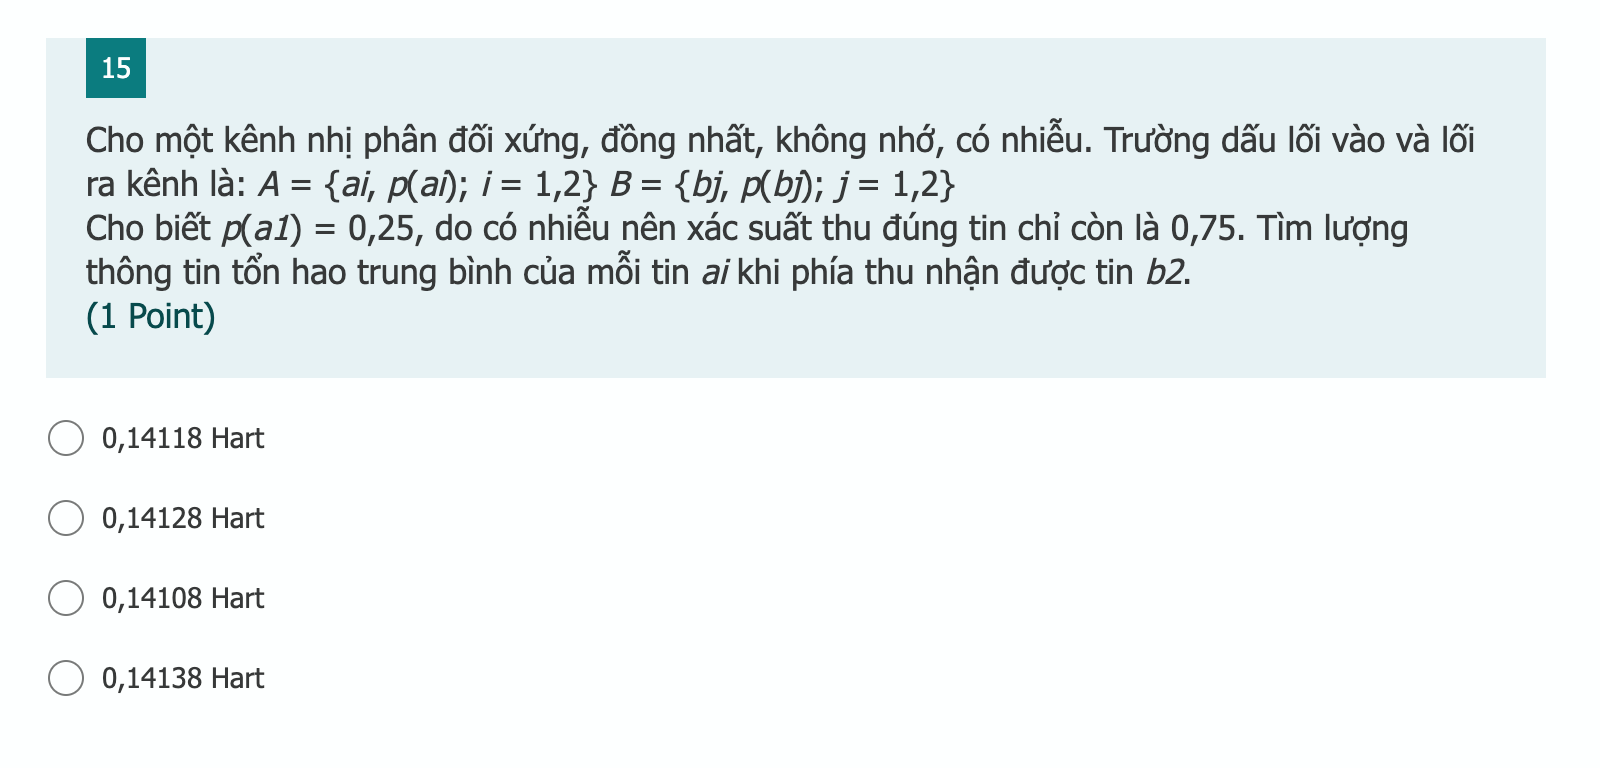 15
Cho một kênh nhị phân đối xứng, đồng nhất, không nhớ, có nhiễu. Trường dấu lối vào và lối
ra kênh là: A = {ai, p(ai); i = 1,2} B = {bj, p(bj); j = 1,2}
Cho biết p(a1) = 0,25, do có nhiễu nên xác suất thu đúng tin chỉ còn là 0,75. Tìm lượng
thông tin tổn hao trung bình của mỗi tin ai khi phía thu nhận được tin b2.
(1 Point)
0,14118 Hart
0,14128 Hart
0,14108 Hart
0,14138 Hart